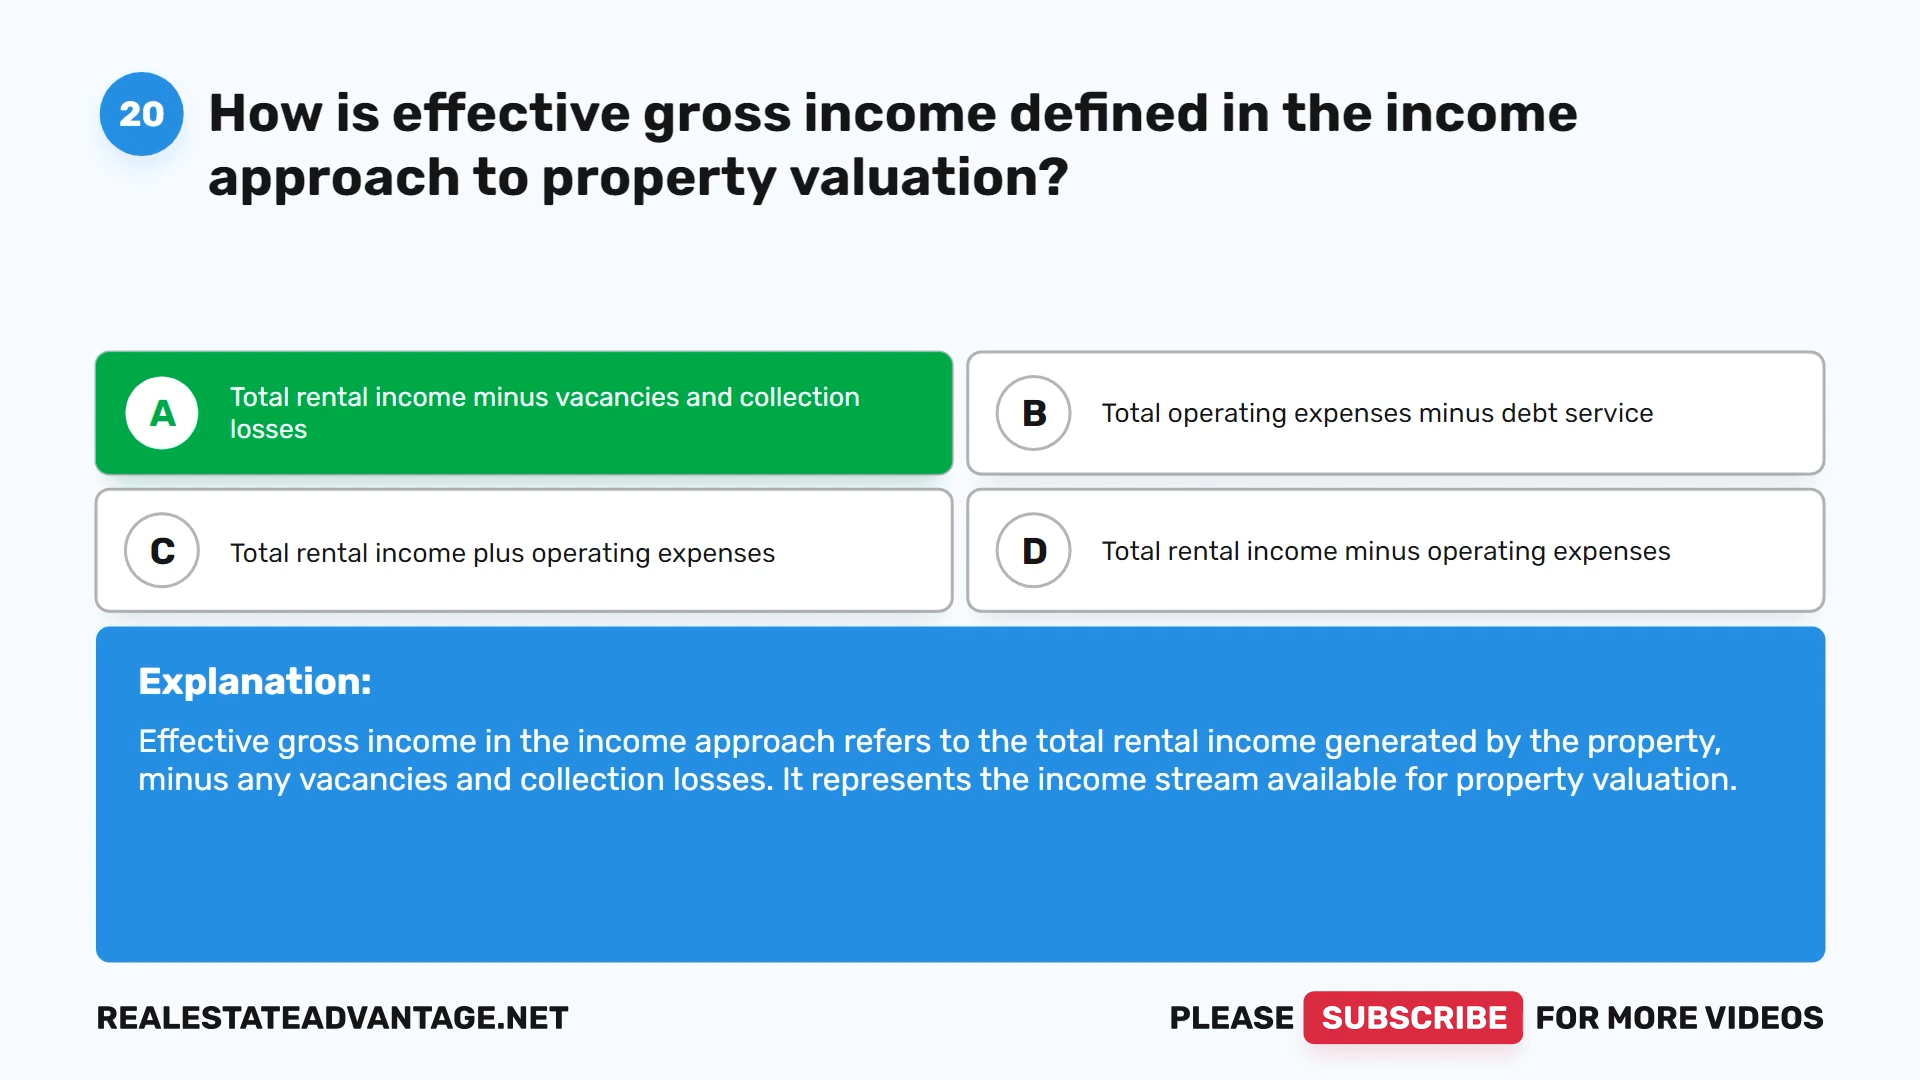 20
How is effective gross income defined in the income
approach to property valuation?
A
Total rental income minus vacancies and collection
losses
B
Total operating expenses minus debt service
C
Total rental income plus operating expenses
D
Total rental income minus operating expenses
Explanation:
Effective gross income in the income approach refers to the total rental income generated by the property,
minus any vacancies and collection losses. It represents the income stream available for property valuation.
REALESTATEADVANTAGE.NET
PLEASE SUBSCRIBE FOR MORE VIDEOS